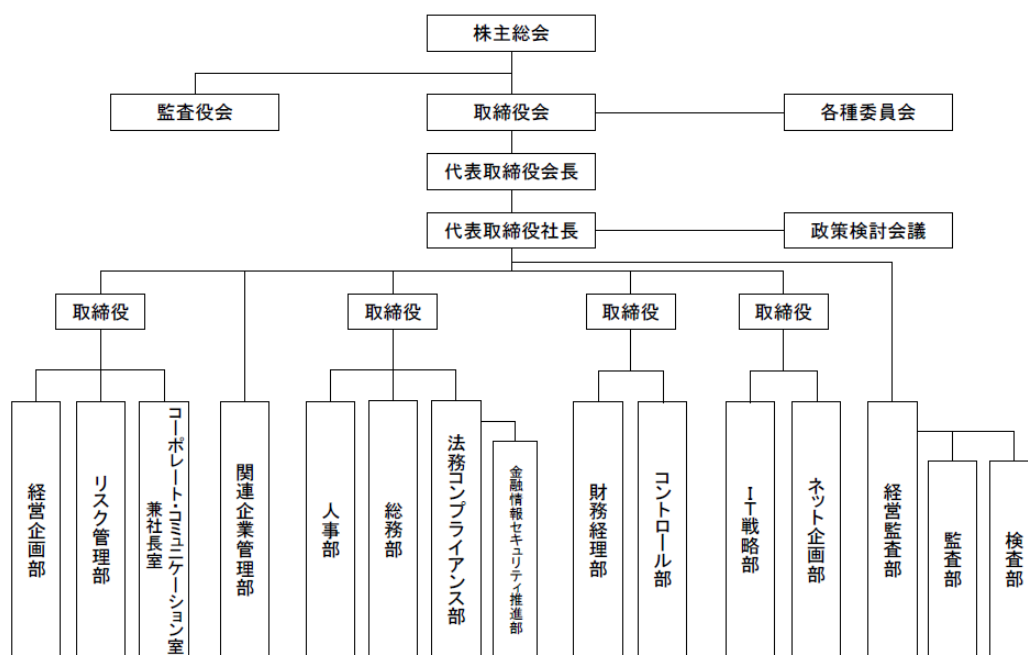 株主総会
監査役会
取締役会
各種委員会
代表取締役会長
代表取締役社長
政策検討会議
取締役
取締役
取締役
取締役
経営企画部
リスク管理部
コーポレート・コミュニケーション室
兼社長室
関連企業管理部
人事部
総務部
法務コンプライアンス部
金融情報セキュリティ推進部
財務経理部
コントロール部
IT戦略部
ネット企画部
経営監査部
監査部
検査部